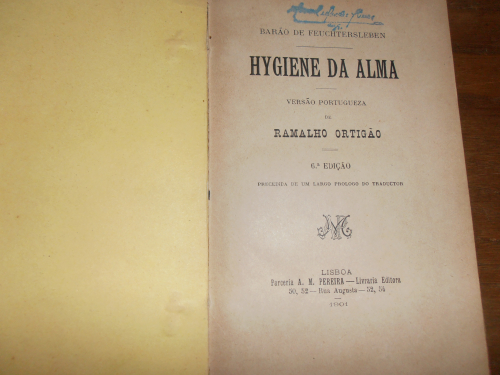 BARÃO DE FEUCHTERSLEBEN
HYGIENE DA ALMA
VERSÃO PORTUGUEZA
DE
RAMALHO ORTIGÃO
6.ª EDIÇÃO
PRECEDIDA DE UM LARGO PROLOGO DO TRADUCTOR
LISBOA
Parceria A. M. PEREIRA — Livraria Editora
50, 52 — Rua Augusta — 52, 54
1901